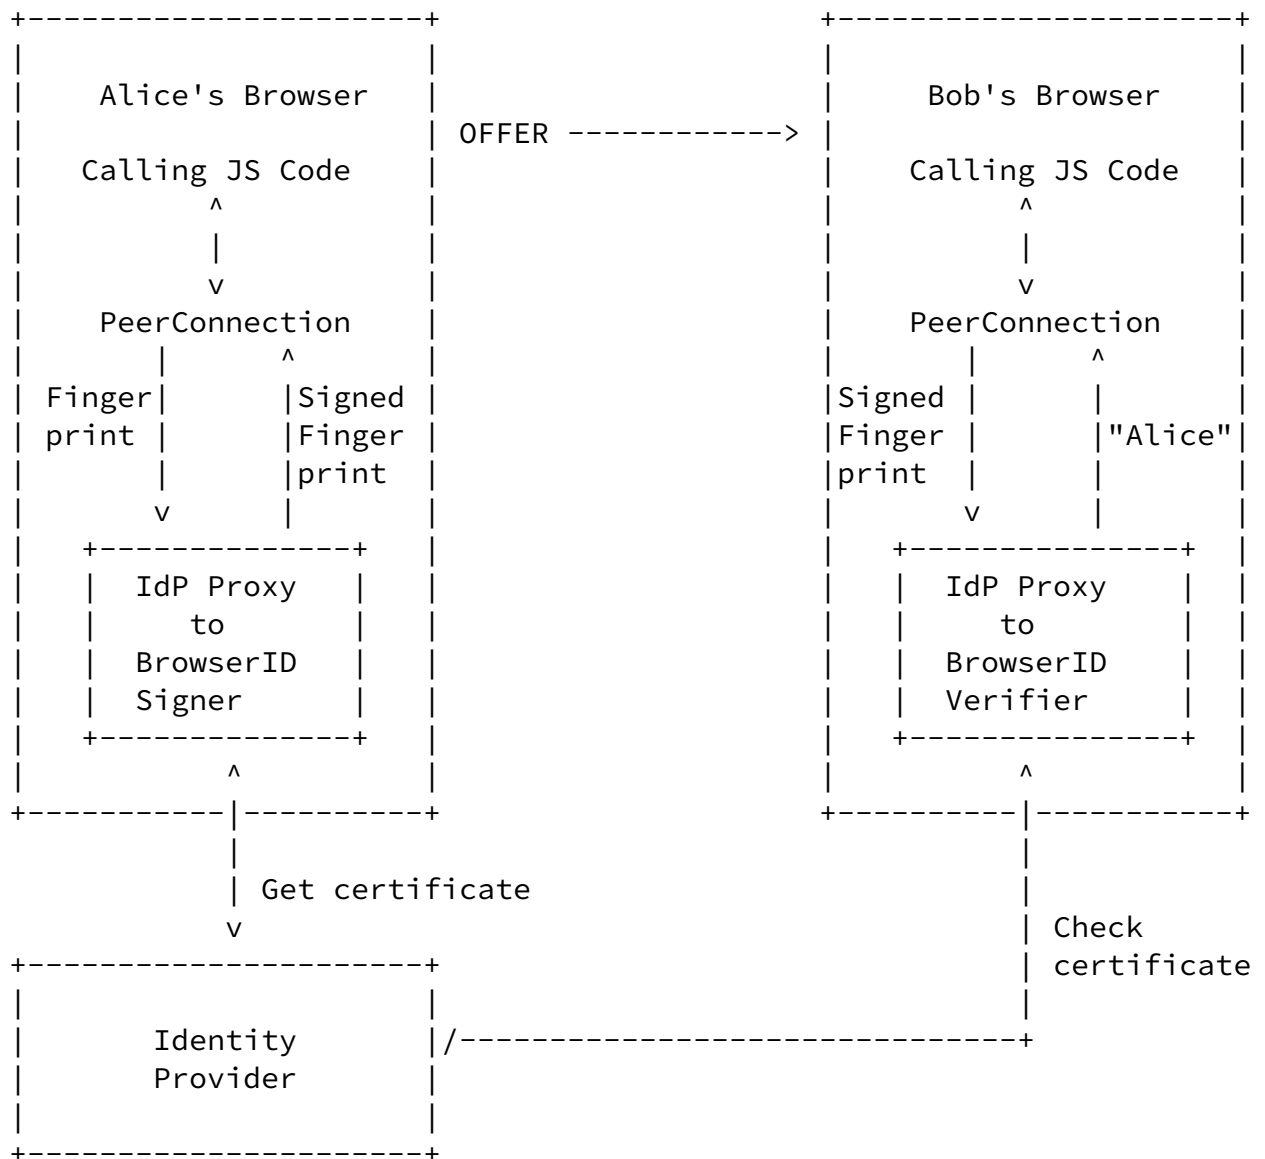 Alice's Browser
Bob's Browser
OFFER ------------>
Calling JS Code
Calling JS Code
PeerConnection
PeerConnection
Finger
print
Signed
Finger
print
Signed
Finger
print
"Alice"
IdP Proxy
to
BrowserID
Signer
IdP Proxy
to
BrowserID
Verifier
Get certificate
Check
certificate
Identity
Provider